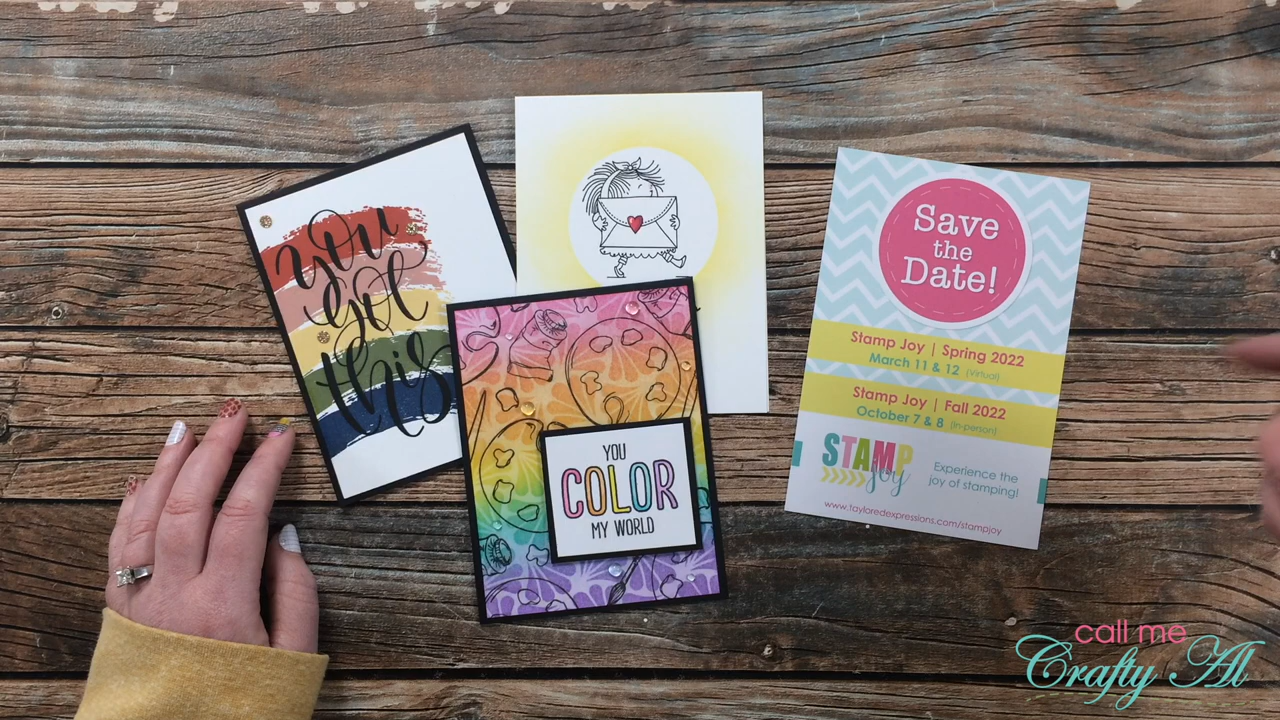 you
got
this
YOU
COLOR
MY WORLD
Save
the
Date!
Stamp Joy | Spring 2022
March 11 & 12 (Virtual)
Stamp Joy | Fall 2022
October 7 & 8 (in-person)
STAMP
joy
Experience the
joy of stamping!
www.tayloredexpressions.com/stampjoy
call me
Crafty Al